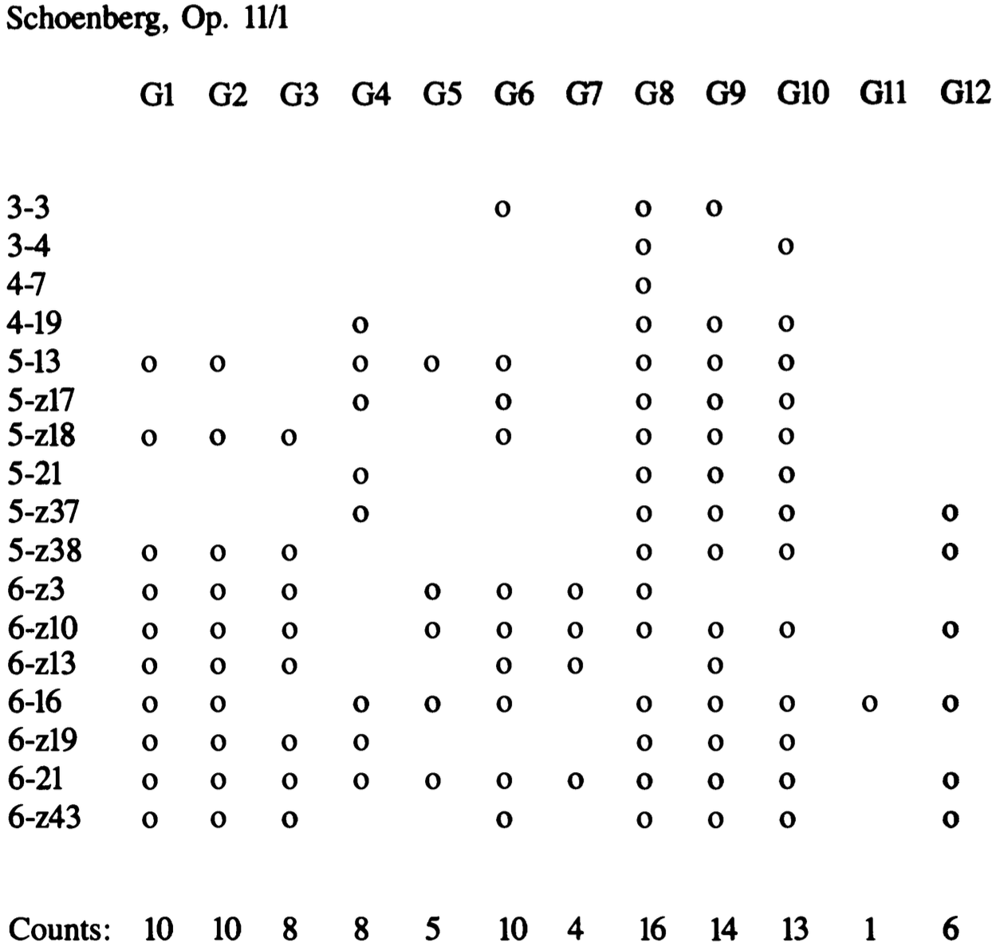 Schoenberg, Op. 11/1
G1 G2 G3 G4 G5 G6 G7 G8 G9 G10 G11 G12
3-3 o o o
3-4 o o
4-7 o
4-19 o o o o
5-13 o o o o o o o o
5-z17 o o o o o
5-z18 o o o o o o o
5-21 o o o o
5-z37 o o o o o
5-z38 o o o o o o o
6-z3 o o o o o o o
6-z10 o o o o o o o o o o
6-z13 o o o o o o
6-16 o o o o o o o o o o
6-z19 o o o o o o o
6-21 o o o o o o o o o o o
6-z43 o o o o o o o o
Counts: 10 10 8 8 5 10 4 16 14 13 1 6